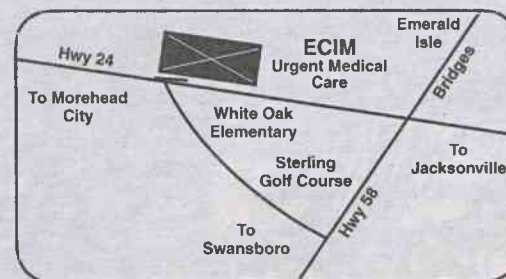 Emerald
Isle
ECIM
Urgent Medical
Care
Hwy 24
Bridges
To Morehead
City
White Oak
Elementary
To
Jacksonville
Sterling
Golf Course
Hwy 58
To
Swansboro